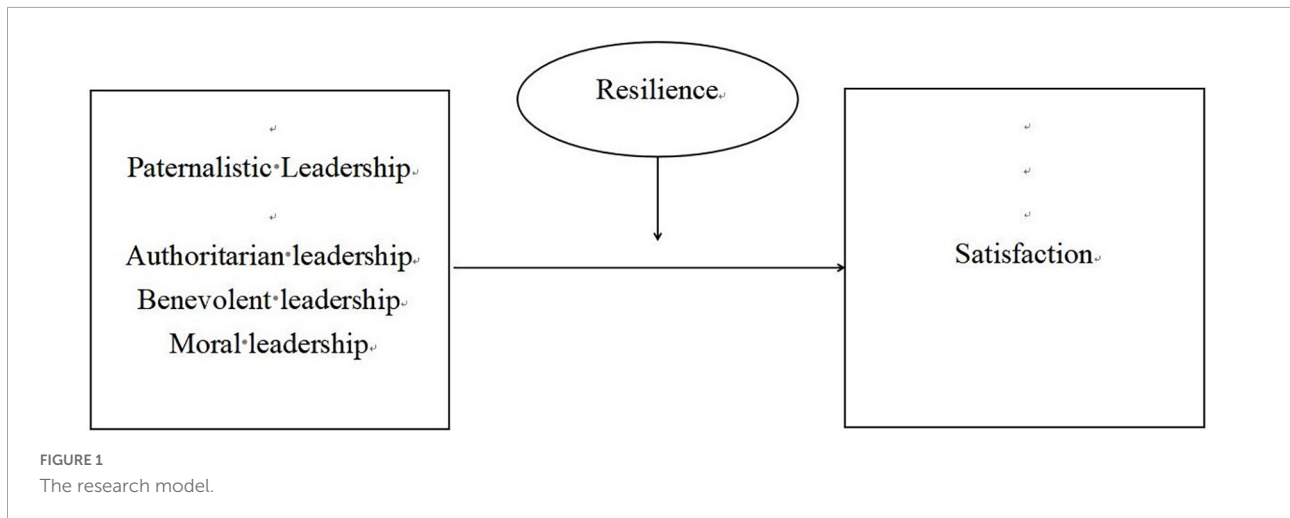 Resilience
Paternalistic Leadership
Authoritarian leadership
Benevolent leadership
Moral leadership
Satisfaction
FIGURE 1
The research model.